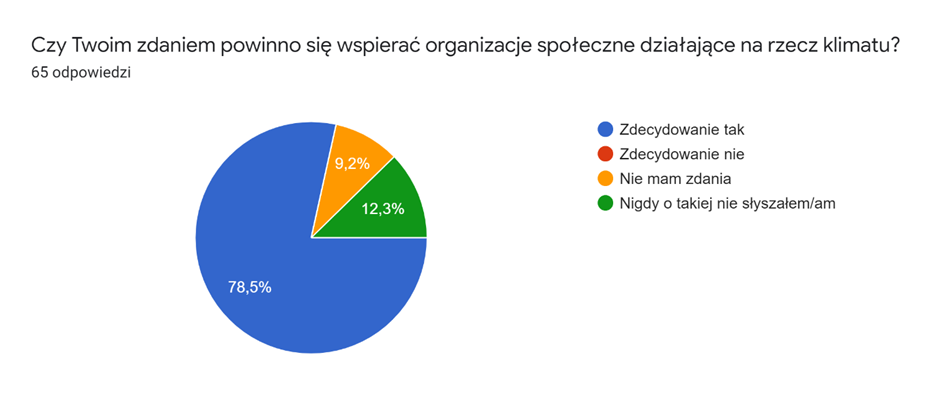 Czy Twoim zdaniem powinno się wspierać organizacje społeczne działające na rzecz klimatu?
65 odpowiedzi
Zdecydowanie tak
Zdecydowanie nie
Nie mam zdania
Nigdy o takiej nie słyszałem/am
9,2%
12,3%
78,5%